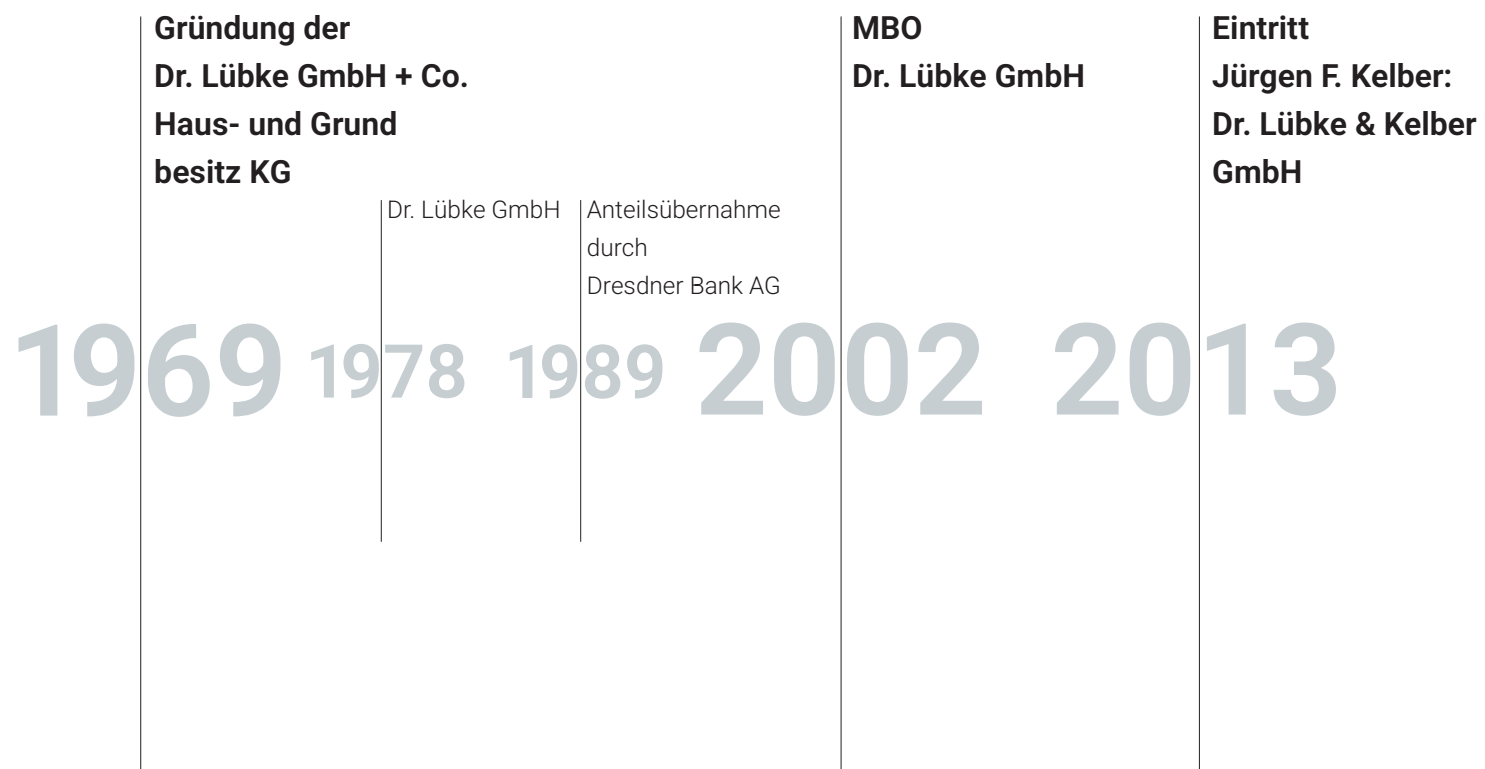 Gründung der
Dr. Lübke GmbH + Co.
Haus- und Grund
besitz KG
MBO
Dr. Lübke GmbH
Eintritt
Jürgen F. Kelber:
Dr. Lübke & Kelber
GmbH
Dr. Lübke GmbH
Anteilsübernahme
durch
Dresdner Bank AG
1969 1978 1989 2002 2013